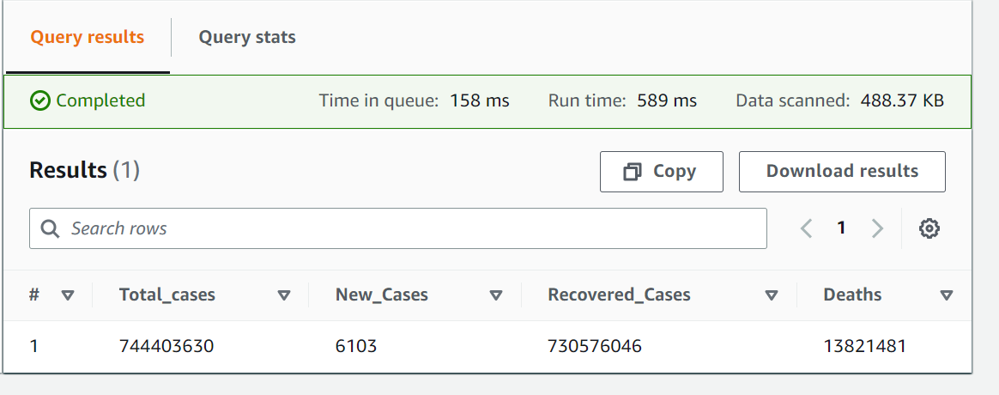 Query results Query stats
Completed Time in queue: 158 ms Run time: 589 ms Data scanned: 488.37 KB
Results (1) Copy Download results
Search rows 1
# Total_cases New_Cases Recovered_Cases Deaths
1 744403630 6103 730576046 13821481